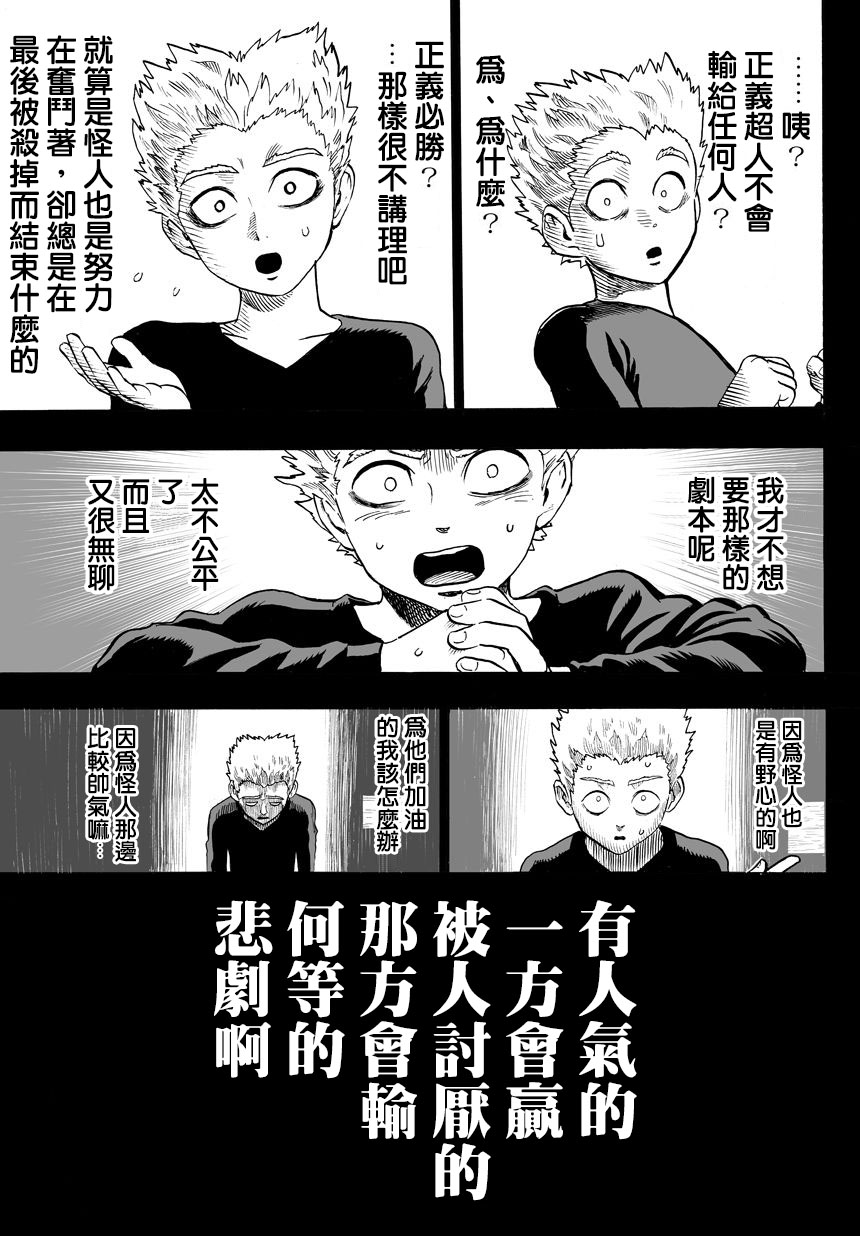 ……咦？
正義超人不會
輸給任何人？
為、為什麼？
正義必勝？
…那樣很不講理吧
就算是怪人也是努力
在奮鬥著，卻總是在
最後被殺掉而結束什麼的
我才不想
要那樣的
劇本呢
太不公平
了
而且
又很無聊
因為怪人也
是有野心的啊
為他們加油
的我該怎麼辦
因為怪人那邊
比較帥氣嘛…
有人氣的
一方會贏
被人討厭的
那方會輸
何等的
悲劇啊